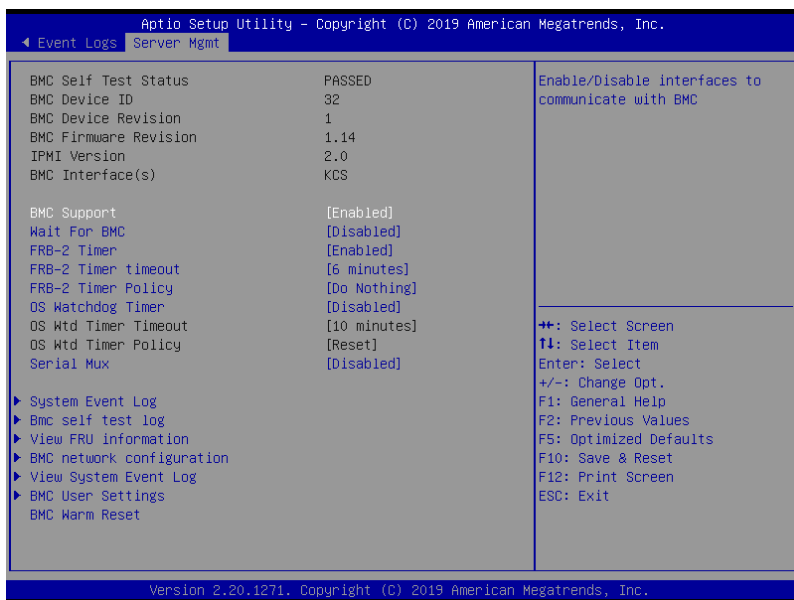 Aptio Setup Utility – Copyright (C) 2019 American Megatrends, Inc.
Event Logs Server Mgmt
BMC Self Test Status PASSED
BMC Device ID 32
BMC Device Revision 1
BMC Firmware Revision 1.14
IPMI Version 2.0
BMC Interface(s) KCS
BMC Support [Enabled]
Wait For BMC [Disabled]
FRB-2 Timer [Enabled]
FRB-2 Timer timeout [6 minutes]
FRB-2 Timer Policy [Do Nothing]
OS Watchdog Timer [Disabled]
OS Wtd Timer Timeout [10 minutes]
OS Wtd Timer Policy [Reset]
Serial Mux [Disabled]
System Event Log
Bmc self test log
View FRU information
BMC network configuration
View System Event Log
BMC User Settings
BMC Warm Reset
Enable/Disable interfaces to
communicate with BMC
→←: Select Screen
↑↓: Select Item
Enter: Select
+/-: Change Opt.
F1: General Help
F2: Previous Values
F5: Optimized Defaults
F10: Save & Reset
F12: Print Screen
ESC: Exit
Version 2.20.1271. Copyright (C) 2019 American Megatrends, Inc.